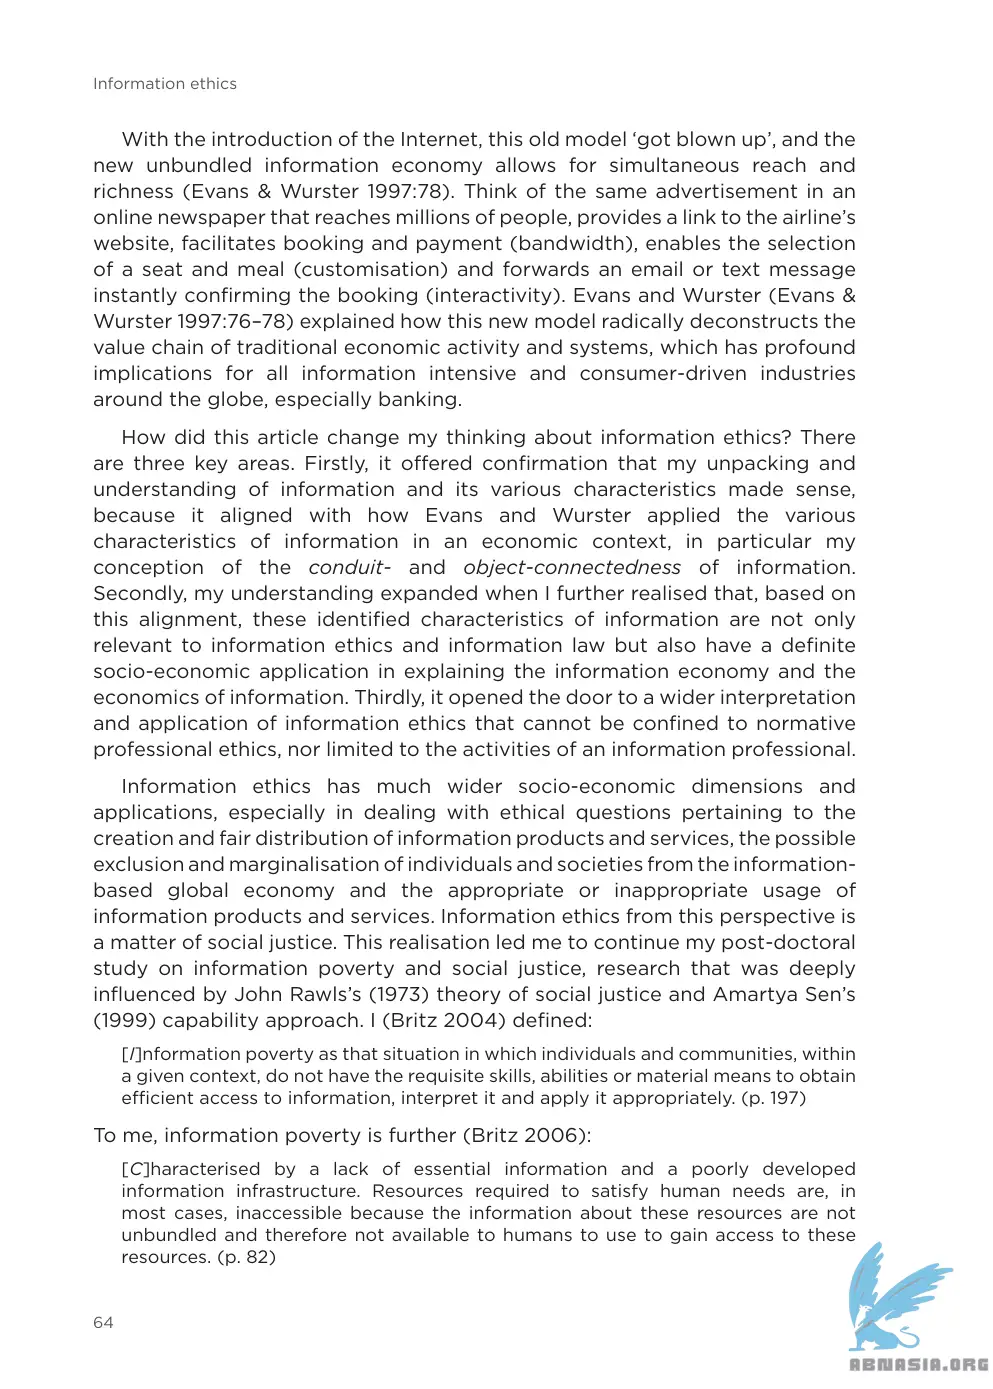 Information ethics
With the introduction of the Internet, this old model ‘got blown up’, and the
new unbundled information economy allows for simultaneous reach and
richness (Evans & Wurster 1997:78). Think of the same advertisement in an
online newspaper that reaches millions of people, provides a link to the airline’s
website, facilitates booking and payment (bandwidth), enables the selection
of a seat and meal (customisation) and forwards an email or text message
instantly confirming the booking (interactivity). Evans and Wurster (Evans &
Wurster 1997:76–78) explained how this new model radically deconstructs the
value chain of traditional economic activity and systems, which has profound
implications for all information intensive and consumer-driven industries
around the globe, especially banking.
How did this article change my thinking about information ethics? There
are three key areas. Firstly, it offered confirmation that my unpacking and
understanding of information and its various characteristics made sense,
because it aligned with how Evans and Wurster applied the various
characteristics of information in an economic context, in particular my
conception of the conduit- and object-connectedness of information.
Secondly, my understanding expanded when I further realised that, based on
this alignment, these identified characteristics of information are not only
relevant to information ethics and information law but also have a definite
socio-economic application in explaining the information economy and the
economics of information. Thirdly, it opened the door to a wider interpretation
and application of information ethics that cannot be confined to normative
professional ethics, nor limited to the activities of an information professional.
Information ethics has much wider socio-economic dimensions and
applications, especially in dealing with ethical questions pertaining to the
creation and fair distribution of information products and services, the possible
exclusion and marginalisation of individuals and societies from the information-
based global economy and the appropriate or inappropriate usage of
information products and services. Information ethics from this perspective is
a matter of social justice. This realisation led me to continue my post-doctoral
study on information poverty and social justice, research that was deeply
influenced by John Rawls’s (1973) theory of social justice and Amartya Sen’s
(1999) capability approach. I (Britz 2004) defined:
[I]nformation poverty as that situation in which individuals and communities, within
a given context, do not have the requisite skills, abilities or material means to obtain
efficient access to information, interpret it and apply it appropriately. (p. 197)
To me, information poverty is further (Britz 2006):
[C]haracterised by a lack of essential information and a poorly developed
information infrastructure. Resources required to satisfy human needs are, in
most cases, inaccessible because the information about these resources are not
unbundled and therefore not available to humans to use to gain access to these
resources. (p. 82)
64
ABNASIA.ORG